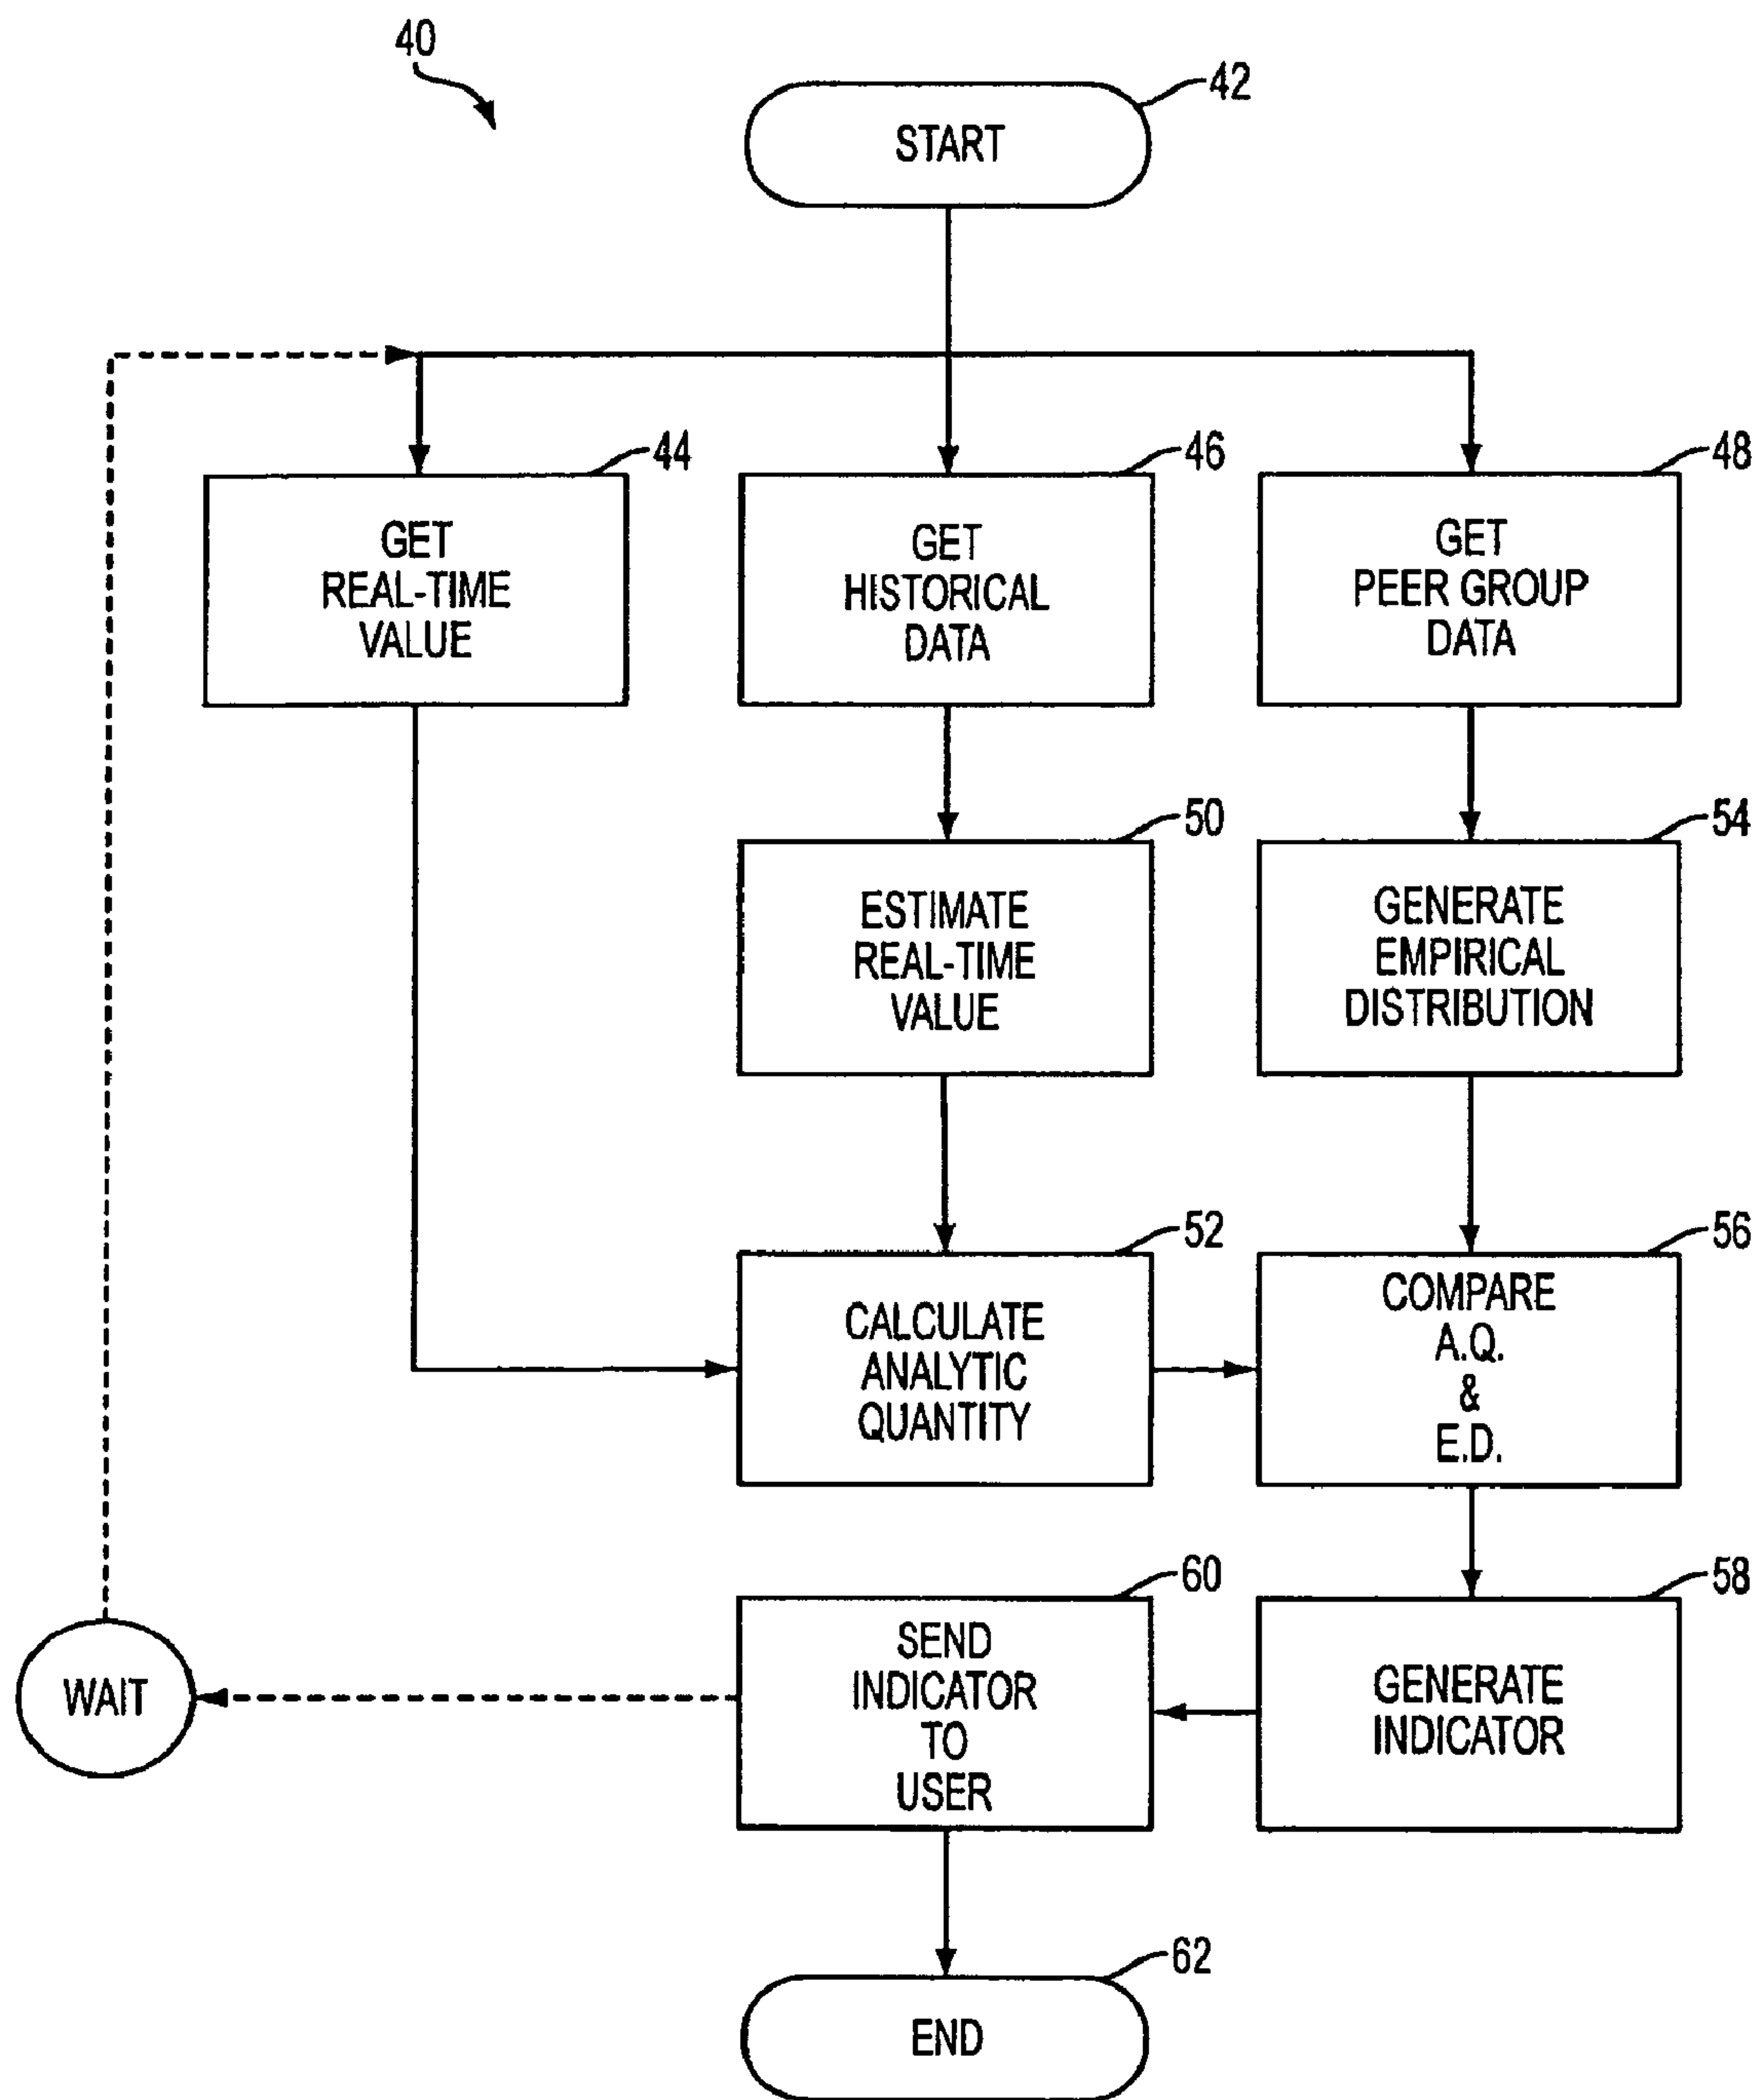 40
42
START
44
GET
REAL-TIME
VALUE
46
GET
HISTORICAL
DATA
48
GET
PEER GROUP
DATA
50
ESTIMATE
REAL-TIME
VALUE
54
GENERATE
EMPIRICAL
DISTRIBUTION
52
CALCULATE
ANALYTIC
QUANTITY
56
COMPARE
A.Q.
&
E.D.
WAIT
60
SEND
INDICATOR
TO
USER
58
GENERATE
INDICATOR
62
END